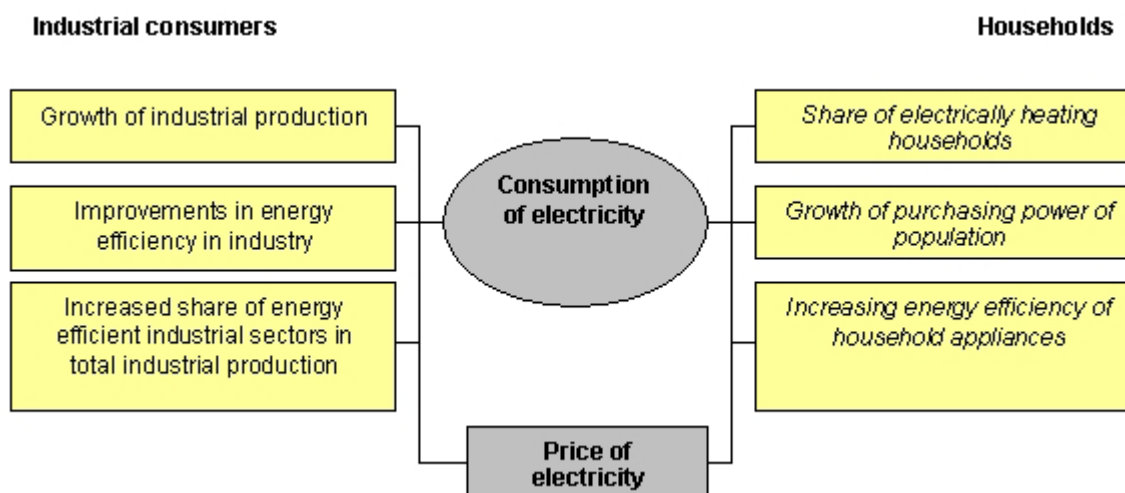 Industrial consumers
Households
Growth of industrial production
Improvements in energy
efficiency in industry
Increased share of energy
efficient industrial sectors in
total industrial production
Consumption
of electricity
Price of
electricity
Share of electrically heating
households
Growth of purchasing power of
population
Increasing energy efficiency of
household appliances